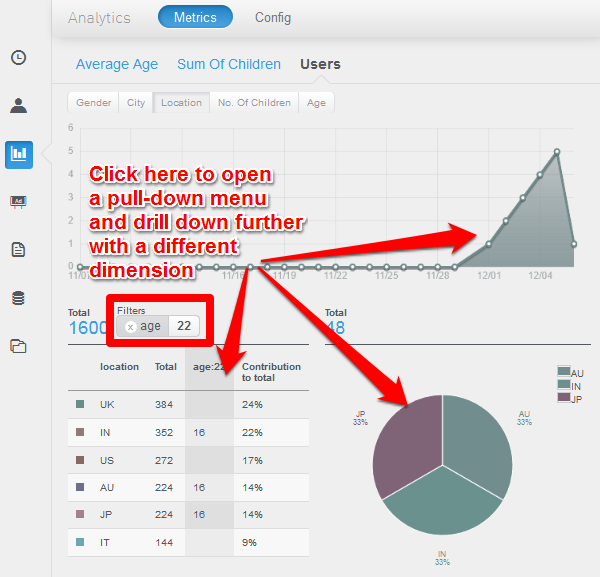 Analytics Metrics Config
Average Age Sum Of Children Users
Gender City Location No. Of Children Age
6
5
4
3
2
1
0
Click here to open
a pull-down menu
and drill down further
with a different
dimension
11/16 11/19 11/22 11/25 11/28 12/01 12/04
Total
1600
Filters
x age 22
Total
48
location Total age:22 Contribution
to total
UK 384 24%
IN 352 16 22%
US 272 17%
AU 224 16 14%
JP 224 16 14%
IT 144 9%
AU
IN
JP
JP
33%
AU
33%
IN
33%
Ad